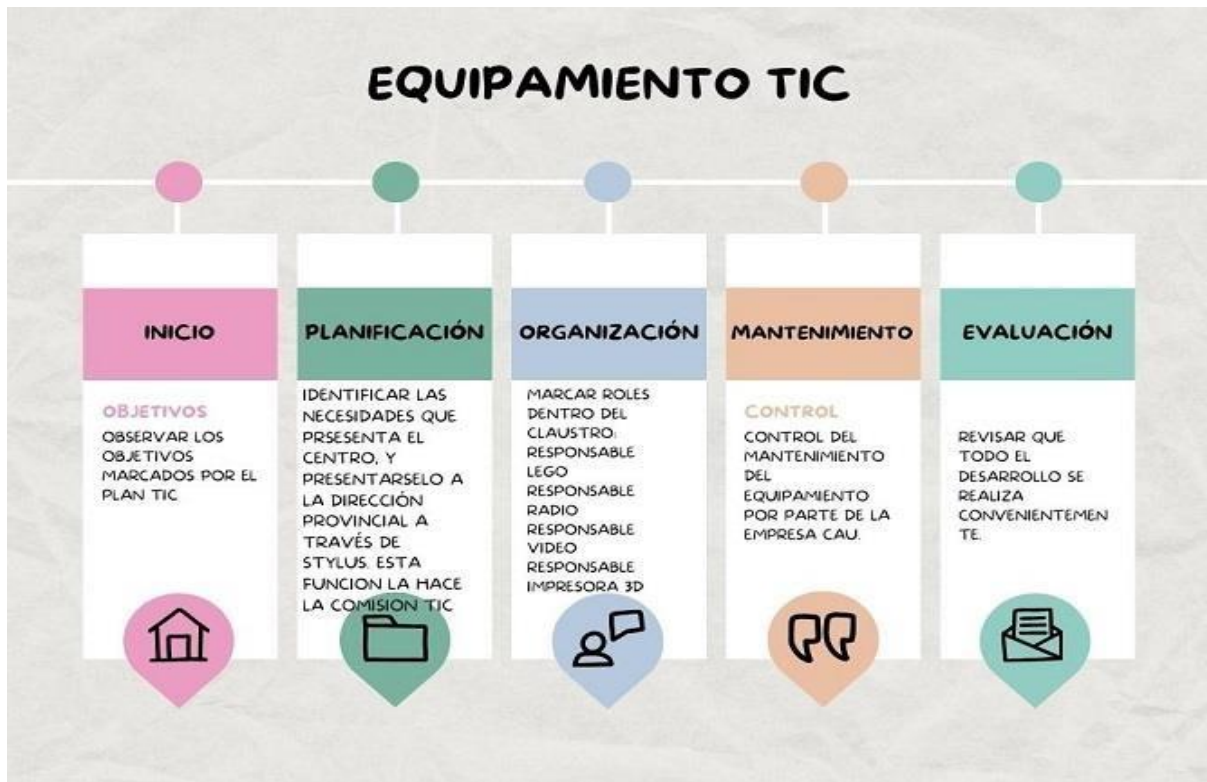 EQUIPAMIENTO TIC
INICIO
OBJETIVOS
OBSERVAR LOS
OBJETIVOS
MARCADOS POR EL
PLAN TIC
PLANIFICACIÓN
IDENTIFICAR LAS
NECESIDADES QUE
PRSESENTA EL
CENTRO, Y
PRESENTARSELO A
LA DIRECCIÓN
PROVINCIAL A
TRAVÉS DE
STYLUS. ESTA
FUNCION LA HACE
LA COMISION TIC
ORGANIZACIÓN
MARCAR ROLES
DENTRO DEL
CLAUSTRO:
RESPONSABLE
LEGO
RESPONSABLE
RADIO
RESPONSABLE
VIDEO
RESPONSABLE
IMPRESORA 3D
MANTENIMIENTO
CONTROL
CONTROL DEL
MANTENIMIENTO
DEL
EQUIPAMIENTO
POR PARTE DE LA
EMPRESA CAU.
EVALUACIÓN
REVISAR QUE
TODO EL
DESARROLLO SE
REALIZA
CONVENIENTEMEN
TE.